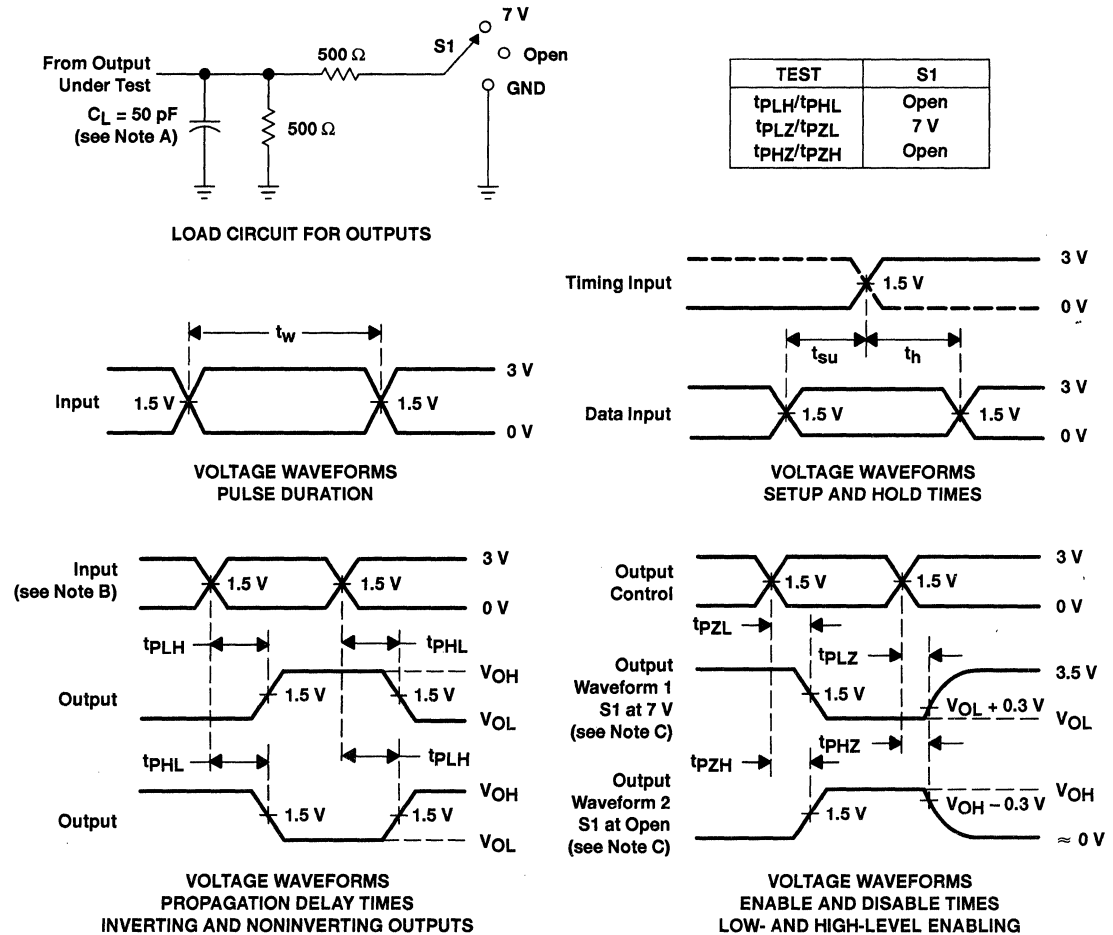 7 V
S1
Open
GND
500 Ω
From Output
Under Test
CL = 50 pF
(see Note A)
500 Ω
LOAD CIRCUIT FOR OUTPUTS
TEST S1
tPLH/tPHL Open
tPLZ/tPZL 7 V
tPHZ/tPZH Open
Timing Input
1.5 V
3 V
0 V
tsu
th
Data Input
1.5 V
1.5 V
3 V
0 V
VOLTAGE WAVEFORMS
SETUP AND HOLD TIMES
tw
Input
1.5 V
1.5 V
3 V
0 V
VOLTAGE WAVEFORMS
PULSE DURATION
Input
(see Note B)
1.5 V
1.5 V
3 V
0 V
tPLH
tPHL
Output
1.5 V
1.5 V
VOH
VOL
tPHL
tPLH
Output
1.5 V
1.5 V
VOH
VOL
VOLTAGE WAVEFORMS
PROPAGATION DELAY TIMES
INVERTING AND NONINVERTING OUTPUTS
Output
Control
1.5 V
1.5 V
3 V
0 V
tPZL
tPLZ
Output
Waveform 1
S1 at 7 V
(see Note C)
1.5 V
3.5 V
VOL + 0.3 V
VOL
tPZH
tPHZ
Output
Waveform 2
S1 at Open
(see Note C)
1.5 V
VOH
VOH − 0.3 V
≈ 0 V
VOLTAGE WAVEFORMS
ENABLE AND DISABLE TIMES
LOW- AND HIGH-LEVEL ENABLING